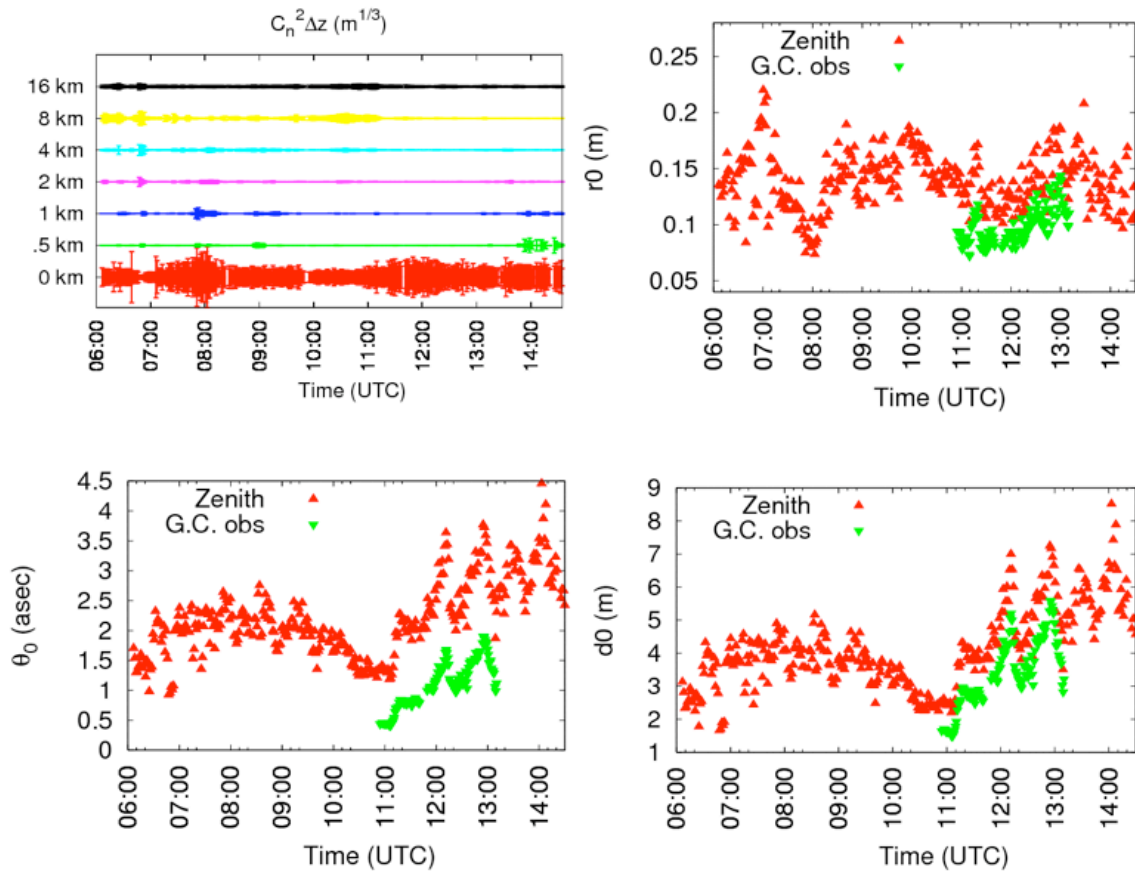 C_n^2 Δz (m^{1/3})
16 km
8 km
4 km
2 km
1 km
.5 km
0 km
06:00 07:00 08:00 09:00 10:00 11:00 12:00 13:00 14:00
Time (UTC)
Zenith
G.C. obs
r0 (m)
0.25
0.2
0.15
0.1
0.05
06:00 07:00 08:00 09:00 10:00 11:00 12:00 13:00 14:00
Time (UTC)
Zenith
G.C. obs
θ_0 (asec)
4.5
4
3.5
3
2.5
2
1.5
1
0.5
0
06:00 07:00 08:00 09:00 10:00 11:00 12:00 13:00 14:00
Time (UTC)
Zenith
G.C. obs
d0 (m)
9
8
7
6
5
4
3
2
1
06:00 07:00 08:00 09:00 10:00 11:00 12:00 13:00 14:00
Time (UTC)